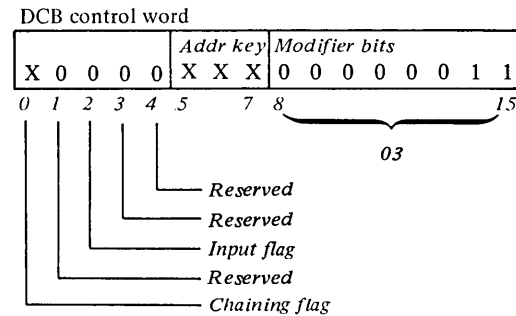 DCB control word
Addr key Modifier bits
X 0 0 0 0 X X X 0 0 0 0 0 0 1 1
0 1 2 3 4 5 7 8 15
03
Reserved
Reserved
Input flag
Reserved
Chaining flag